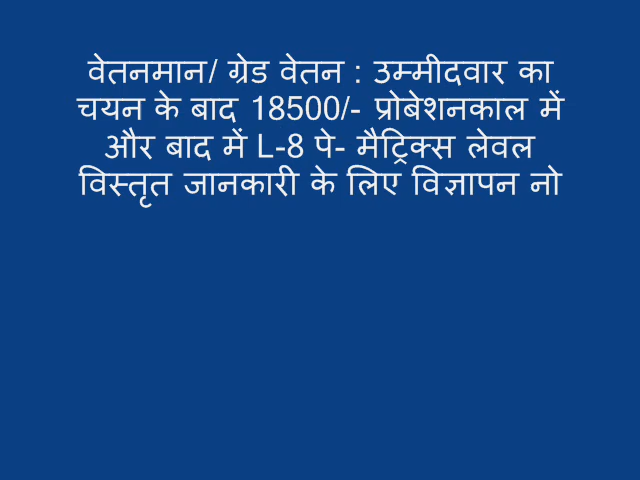 वेतनमान/ ग्रेड वेतन : उम्मीदवार का
चयन के बाद 18500/- प्रोबेशनकाल में
और बाद में L-8 पे- मैट्रिक्स लेवल
विस्तृत जानकारी के लिए विज्ञापन नो